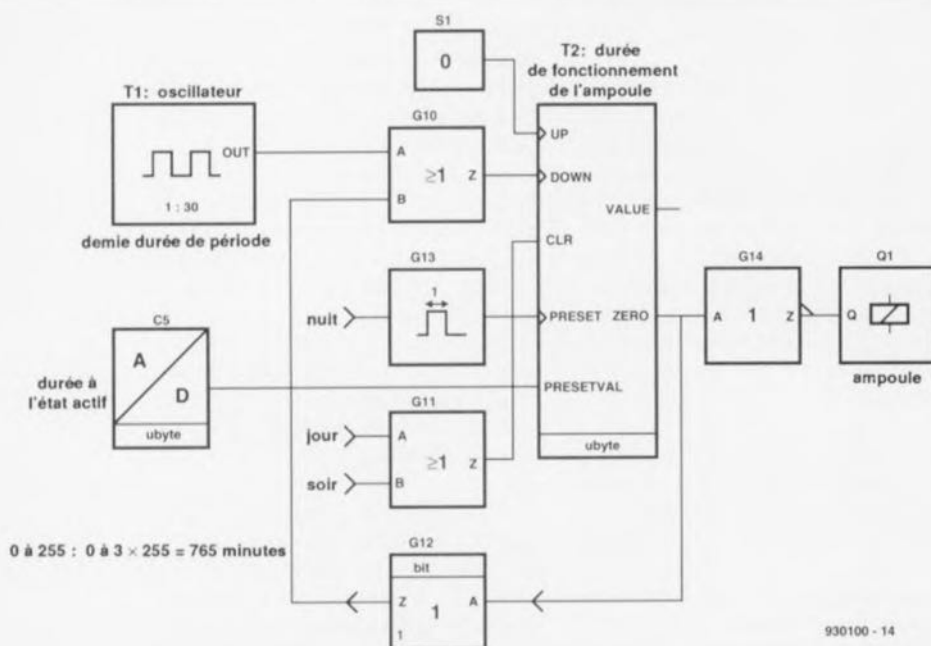 S1
0
T1: oscillateur
OUT
1 : 30
demie durée de période
G10
A
B
≥1
Z
T2: durée
de fonctionnement
de l'ampoule
UP
DOWN
VALUE
CLR
PRESET
ZERO
PRESETVAL
ubyte
G13
1
nuit
G14
A
1
Z
Q1
Q
ampoule
C5
A
D
ubyte
durée à
l'état actif
G11
jour
soir
A
B
≥1
Z
0 à 255 : 0 à 3 × 255 = 765 minutes
G12
bit
Z
1
A
1
930100 - 14